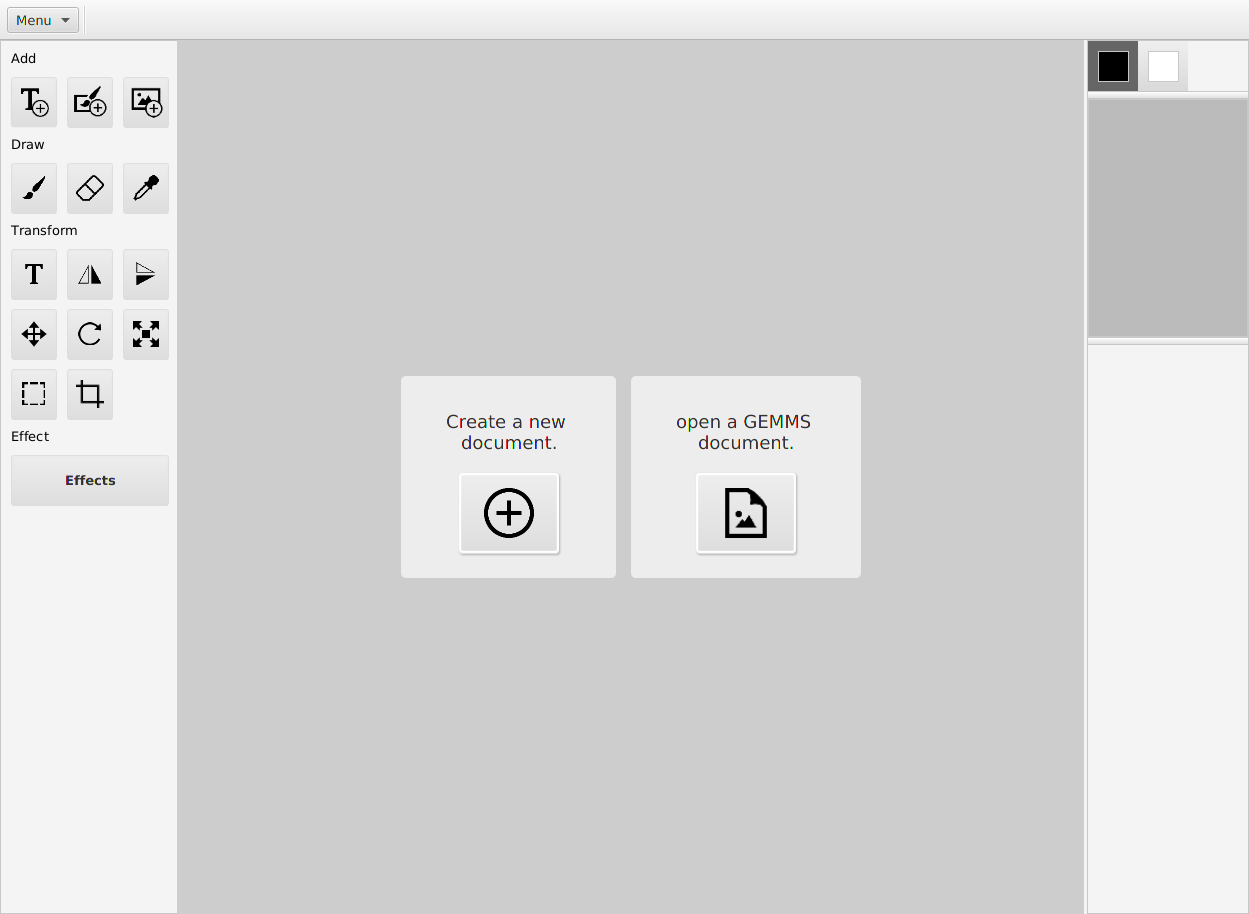 Menu
Add
Draw
Transform
Effect
Effects
Create a new
document.
open a GEMMS
document.